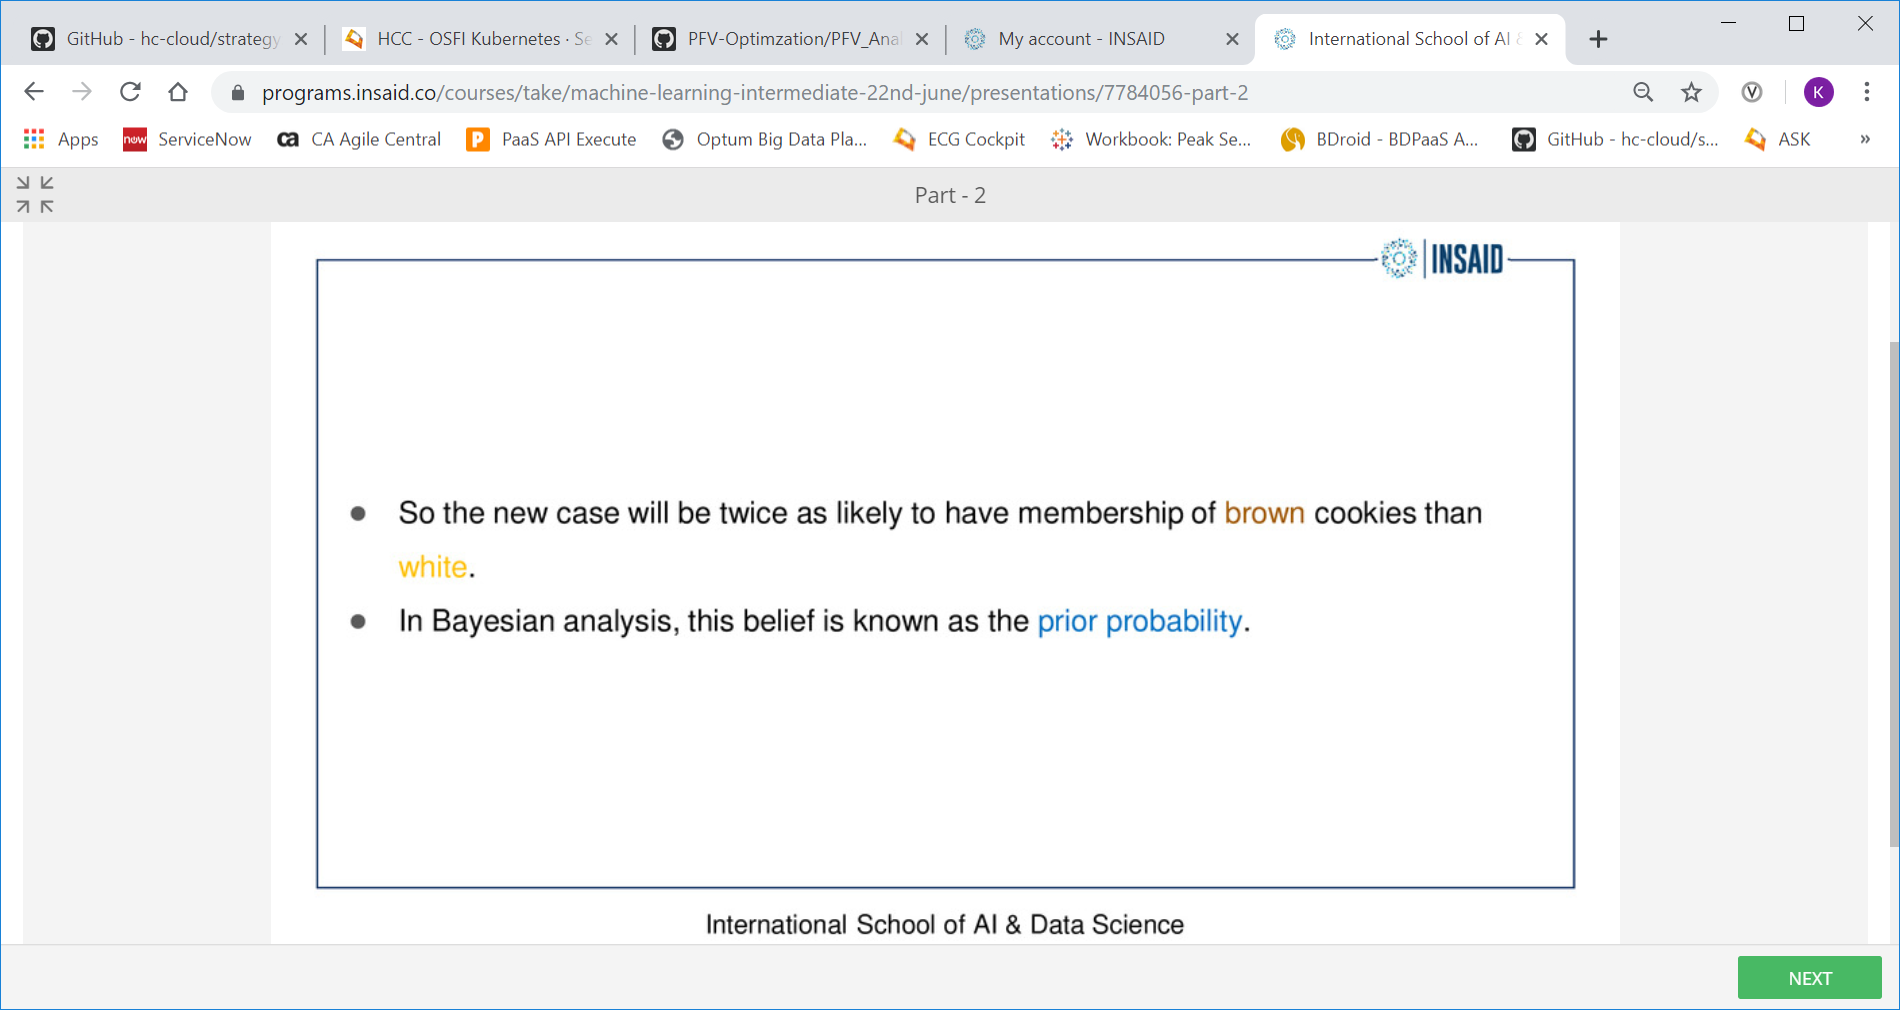 GitHub - hc-cloud/strategy
HCC - OSFI Kubernetes · Se
PFV-Optimzation/PFV_Anal
My account - INSAID
International School of AI &
programs.insaid.co/courses/take/machine-learning-intermediate-22nd-june/presentations/7784056-part-2
K
Apps
now
ServiceNow
ca
CA Agile Central
P
PaaS API Execute
Optum Big Data Pla...
ECG Cockpit
Workbook: Peak Se...
BDroid - BDPaaS A...
GitHub - hc-cloud/s...
ASK
»
Part - 2
INSAID
So the new case will be twice as likely to have membership of brown cookies than
white.
In Bayesian analysis, this belief is known as the prior probability.
International School of AI & Data Science
NEXT